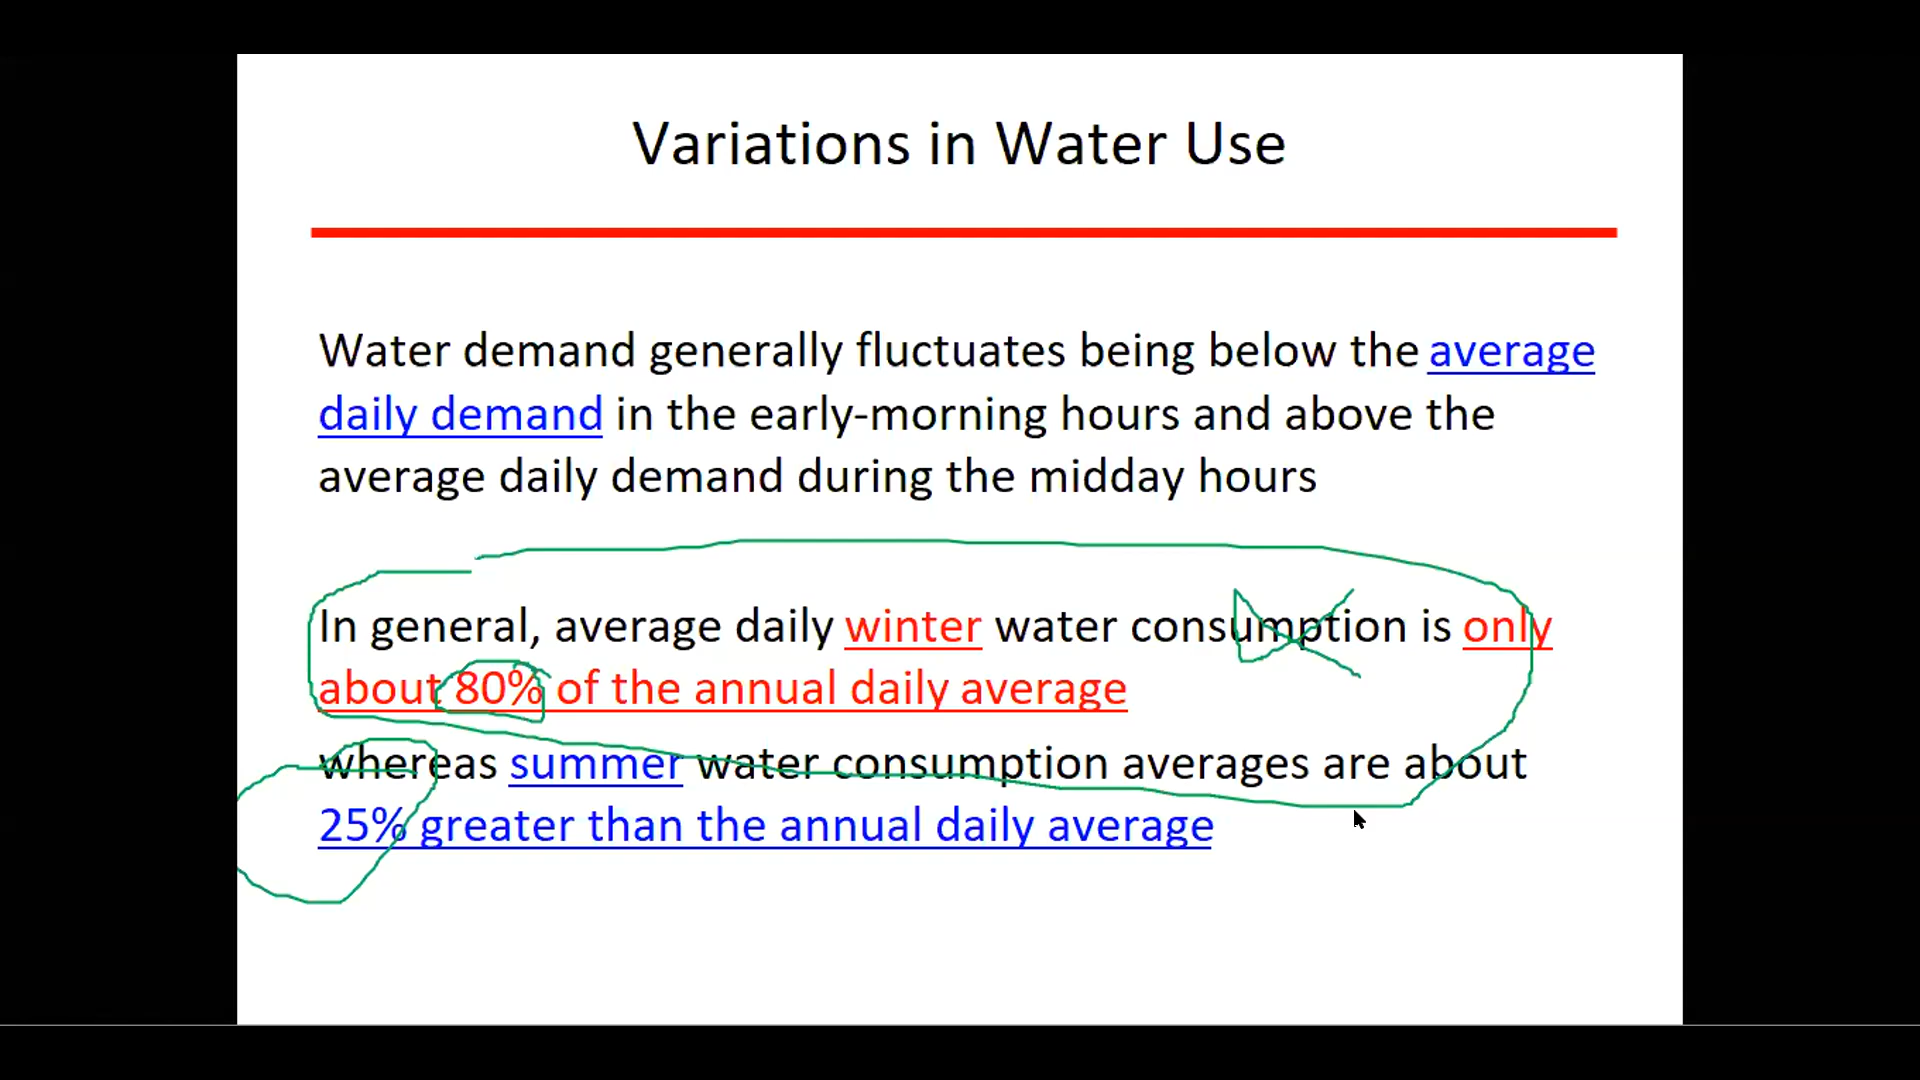 Variations in Water Use
Water demand generally fluctuates being below the average
daily demand in the early-morning hours and above the
average daily demand during the midday hours
In general, average daily winter water consumption is only
about 80% of the annual daily average
whereas summer water consumption averages are about
25% greater than the annual daily average